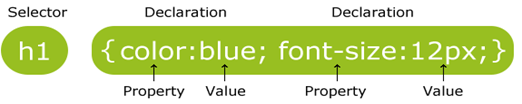 Selector Declaration Declaration
h1 {color:blue; font-size:12px;}
Property Value Property Value